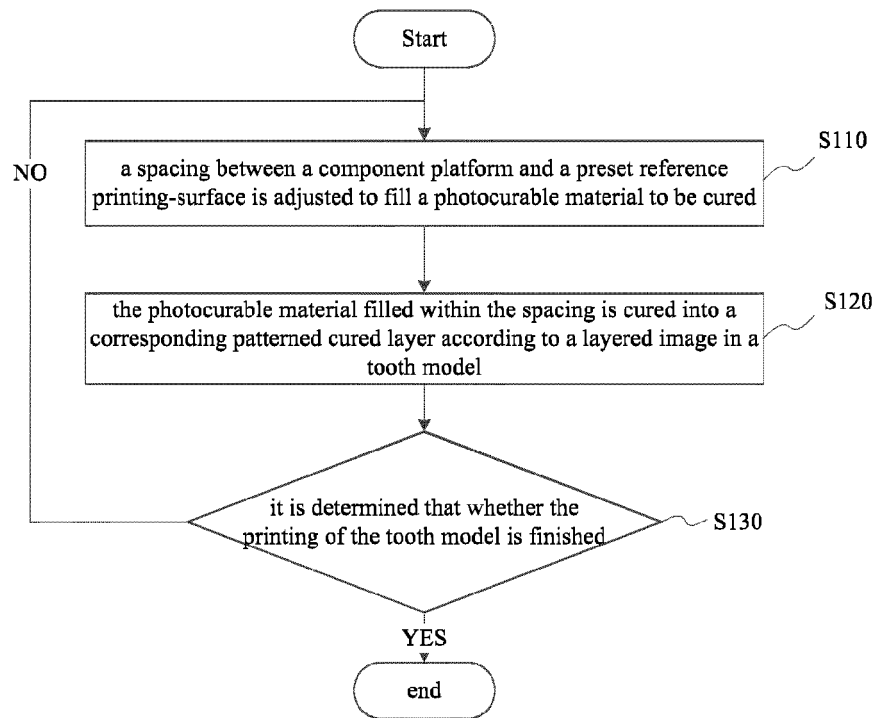 Start
NO
S110
a spacing between a component platform and a preset reference
printing-surface is adjusted to fill a photocurable material to be cured
S120
the photocurable material filled within the spacing is cured into a
corresponding patterned cured layer according to a layered image in a
tooth model
it is determined that whether the
printing of the tooth model is finished
S130
YES
end